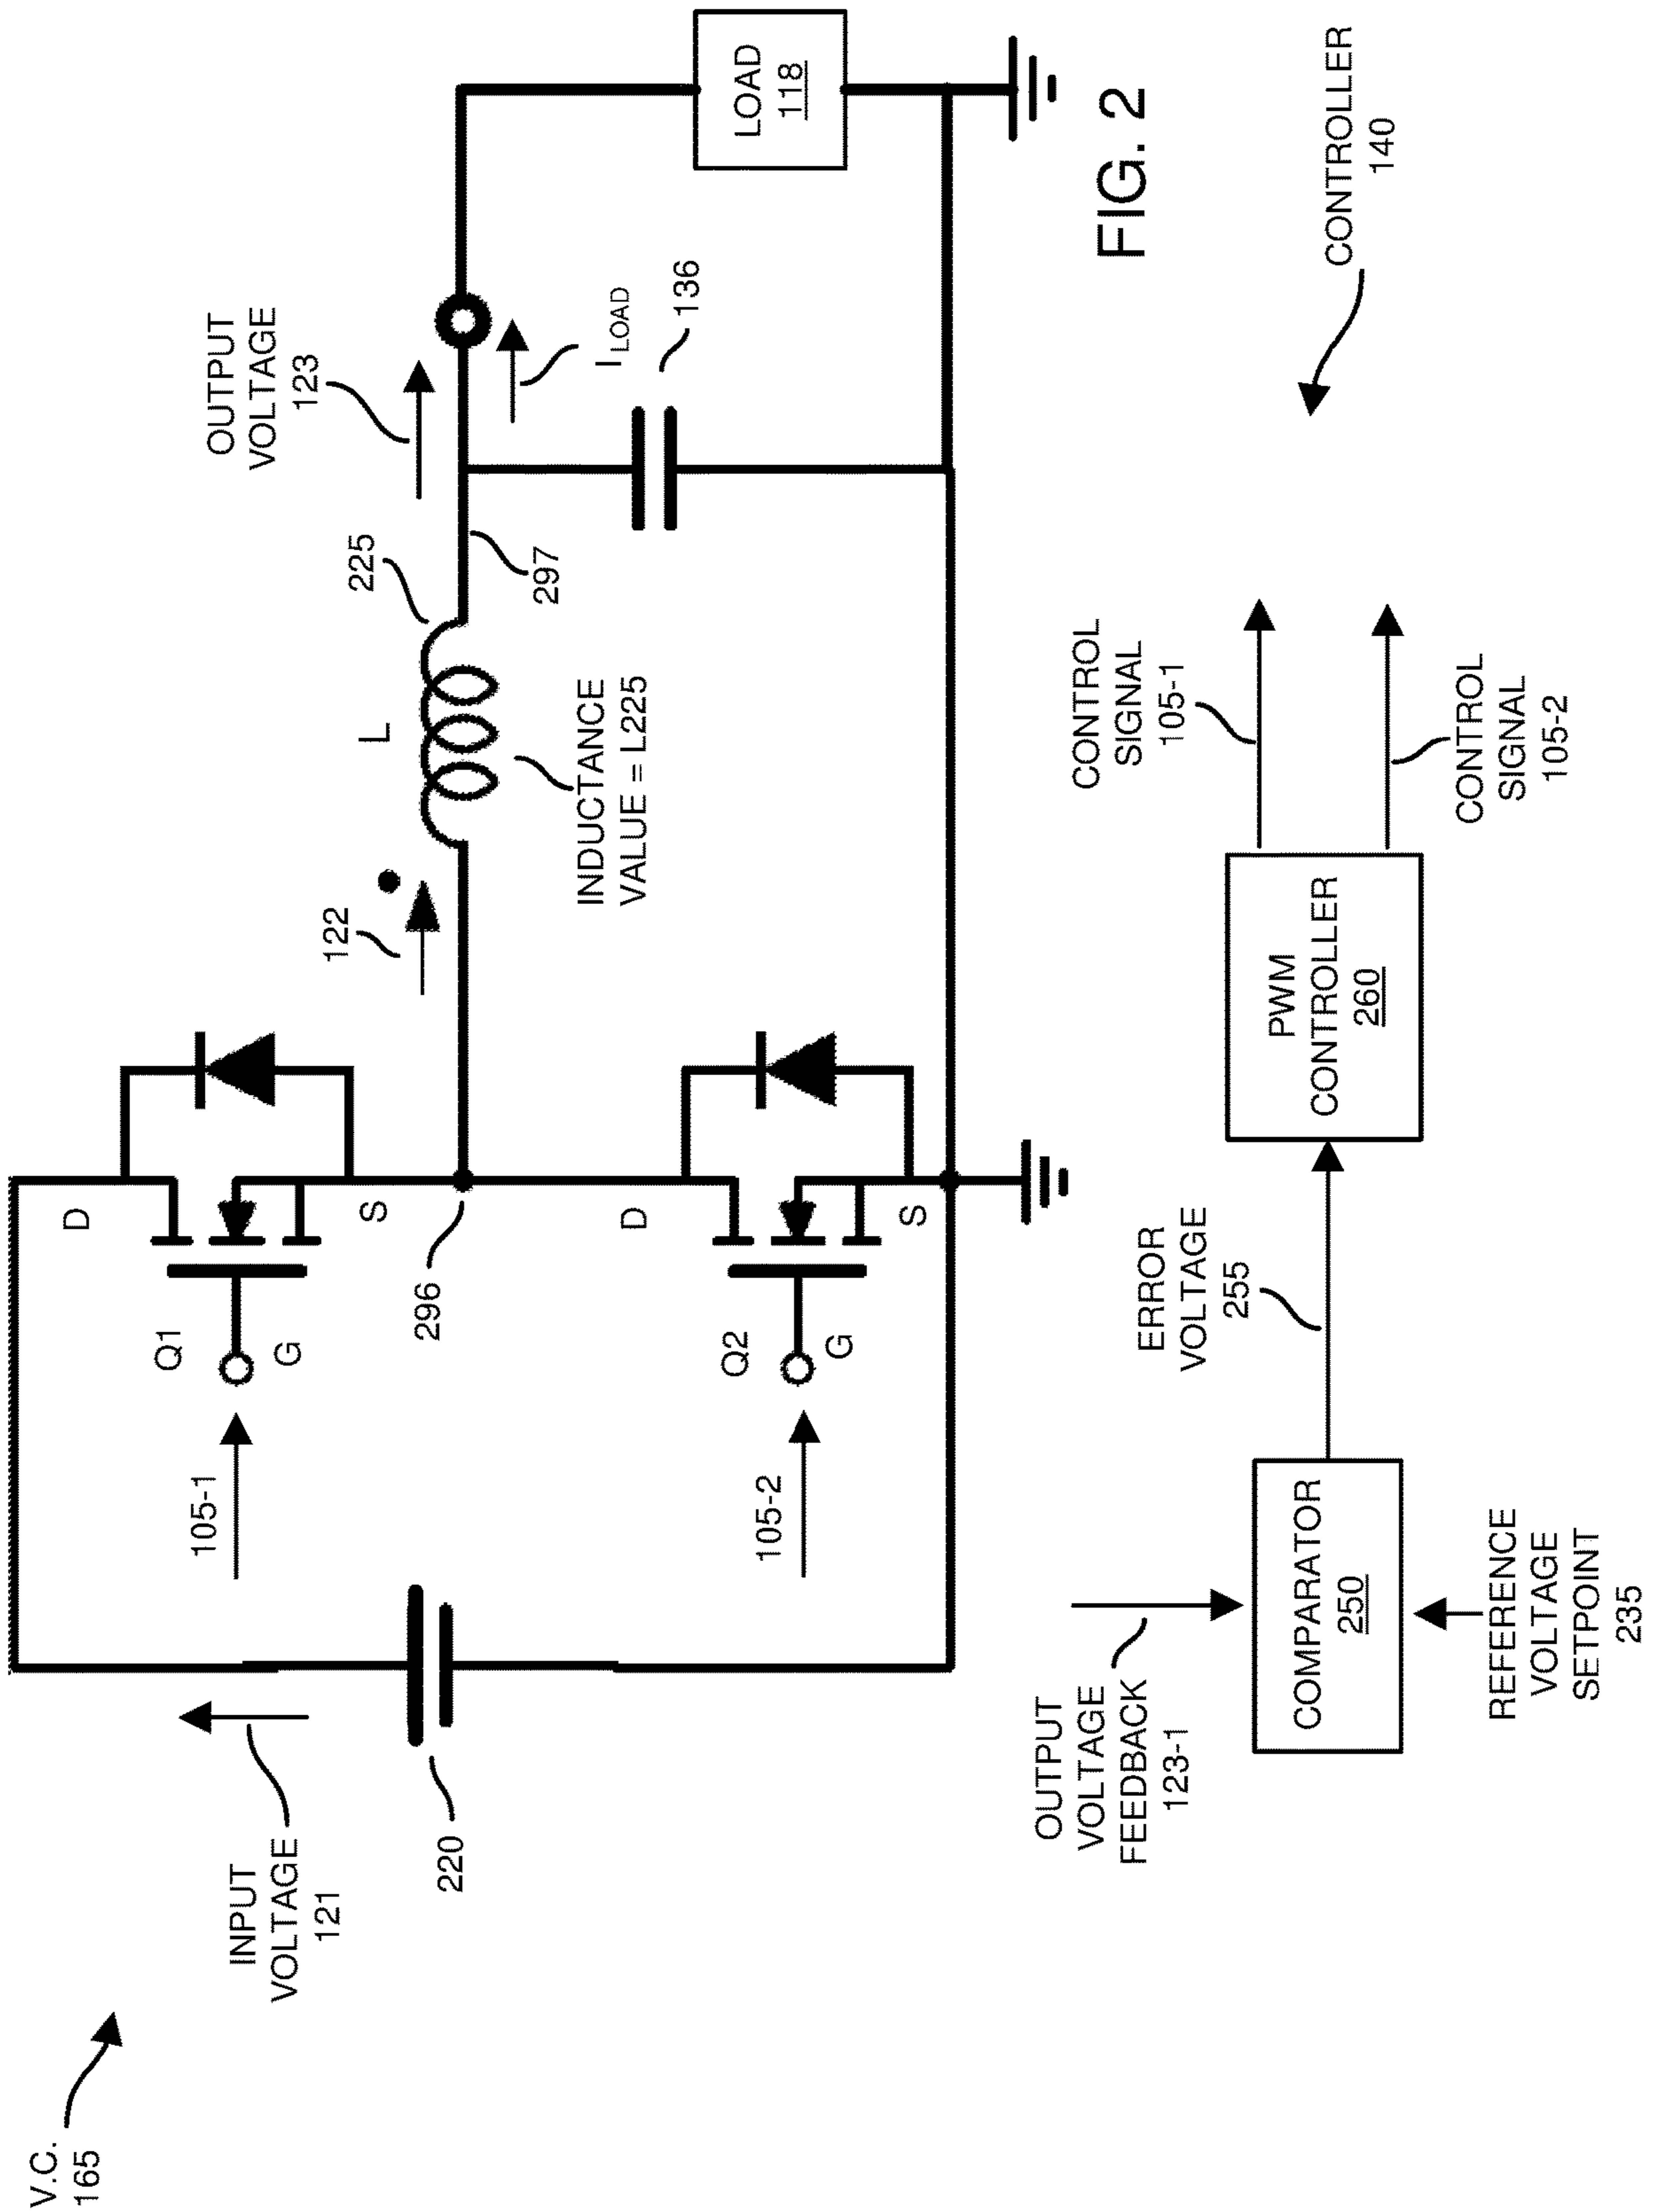 V.C.
165
INPUT
VOLTAGE
121
220
105-1
Q1
G
D
S
296
105-2
Q2
G
D
S
122
L
225
INDUCTANCE
VALUE = L225
297
OUTPUT
VOLTAGE
123
I LOAD
136
LOAD
118
FIG. 2
OUTPUT
VOLTAGE
FEEDBACK
123-1
COMPARATOR
250
REFERENCE
VOLTAGE
SETPOINT
235
ERROR
VOLTAGE
255
PWM
CONTROLLER
260
CONTROL
SIGNAL
105-1
CONTROL
SIGNAL
105-2
CONTROLLER
140